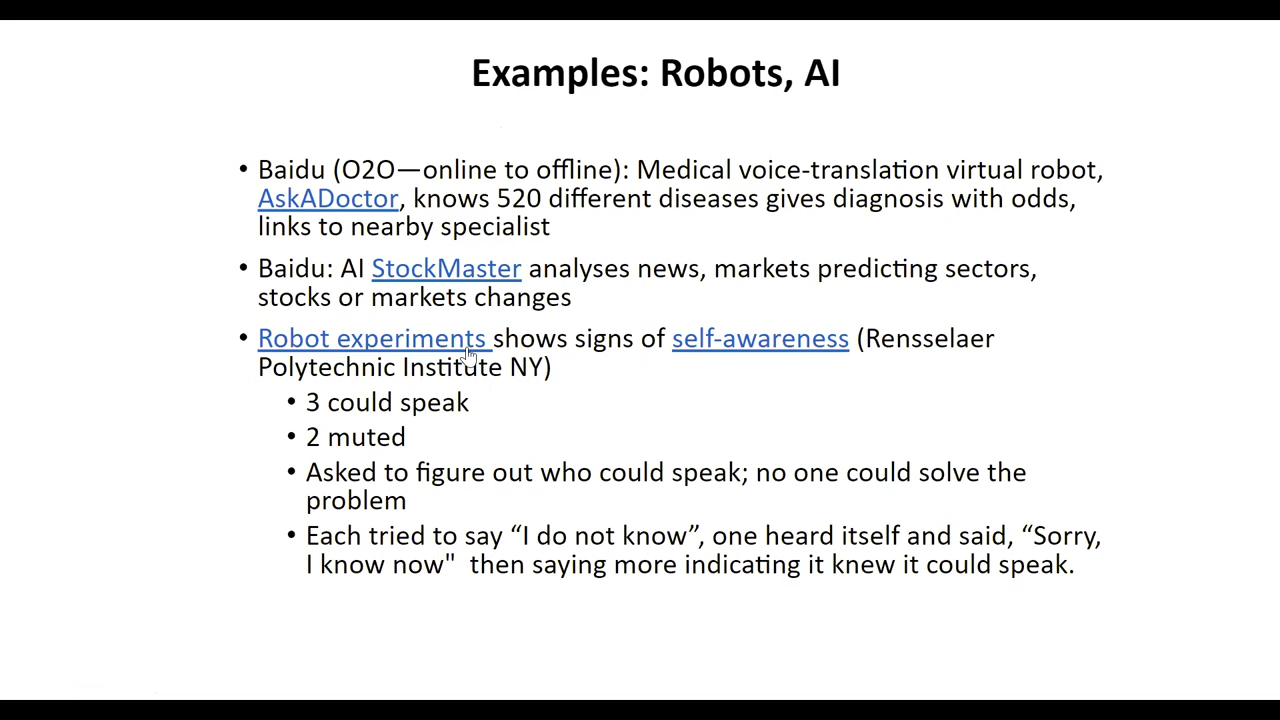 Examples: Robots, AI
• Baidu (O2O—online to offline): Medical voice-translation virtual robot,
AskADoctor, knows 520 different diseases gives diagnosis with odds,
links to nearby specialist
• Baidu: AI StockMaster analyses news, markets predicting sectors,
stocks or markets changes
• Robot experiments shows signs of self-awareness (Rensselaer
Polytechnic Institute NY)
• 3 could speak
• 2 muted
• Asked to figure out who could speak; no one could solve the
problem
• Each tried to say “I do not know”, one heard itself and said, “Sorry,
I know now"  then saying more indicating it knew it could speak.